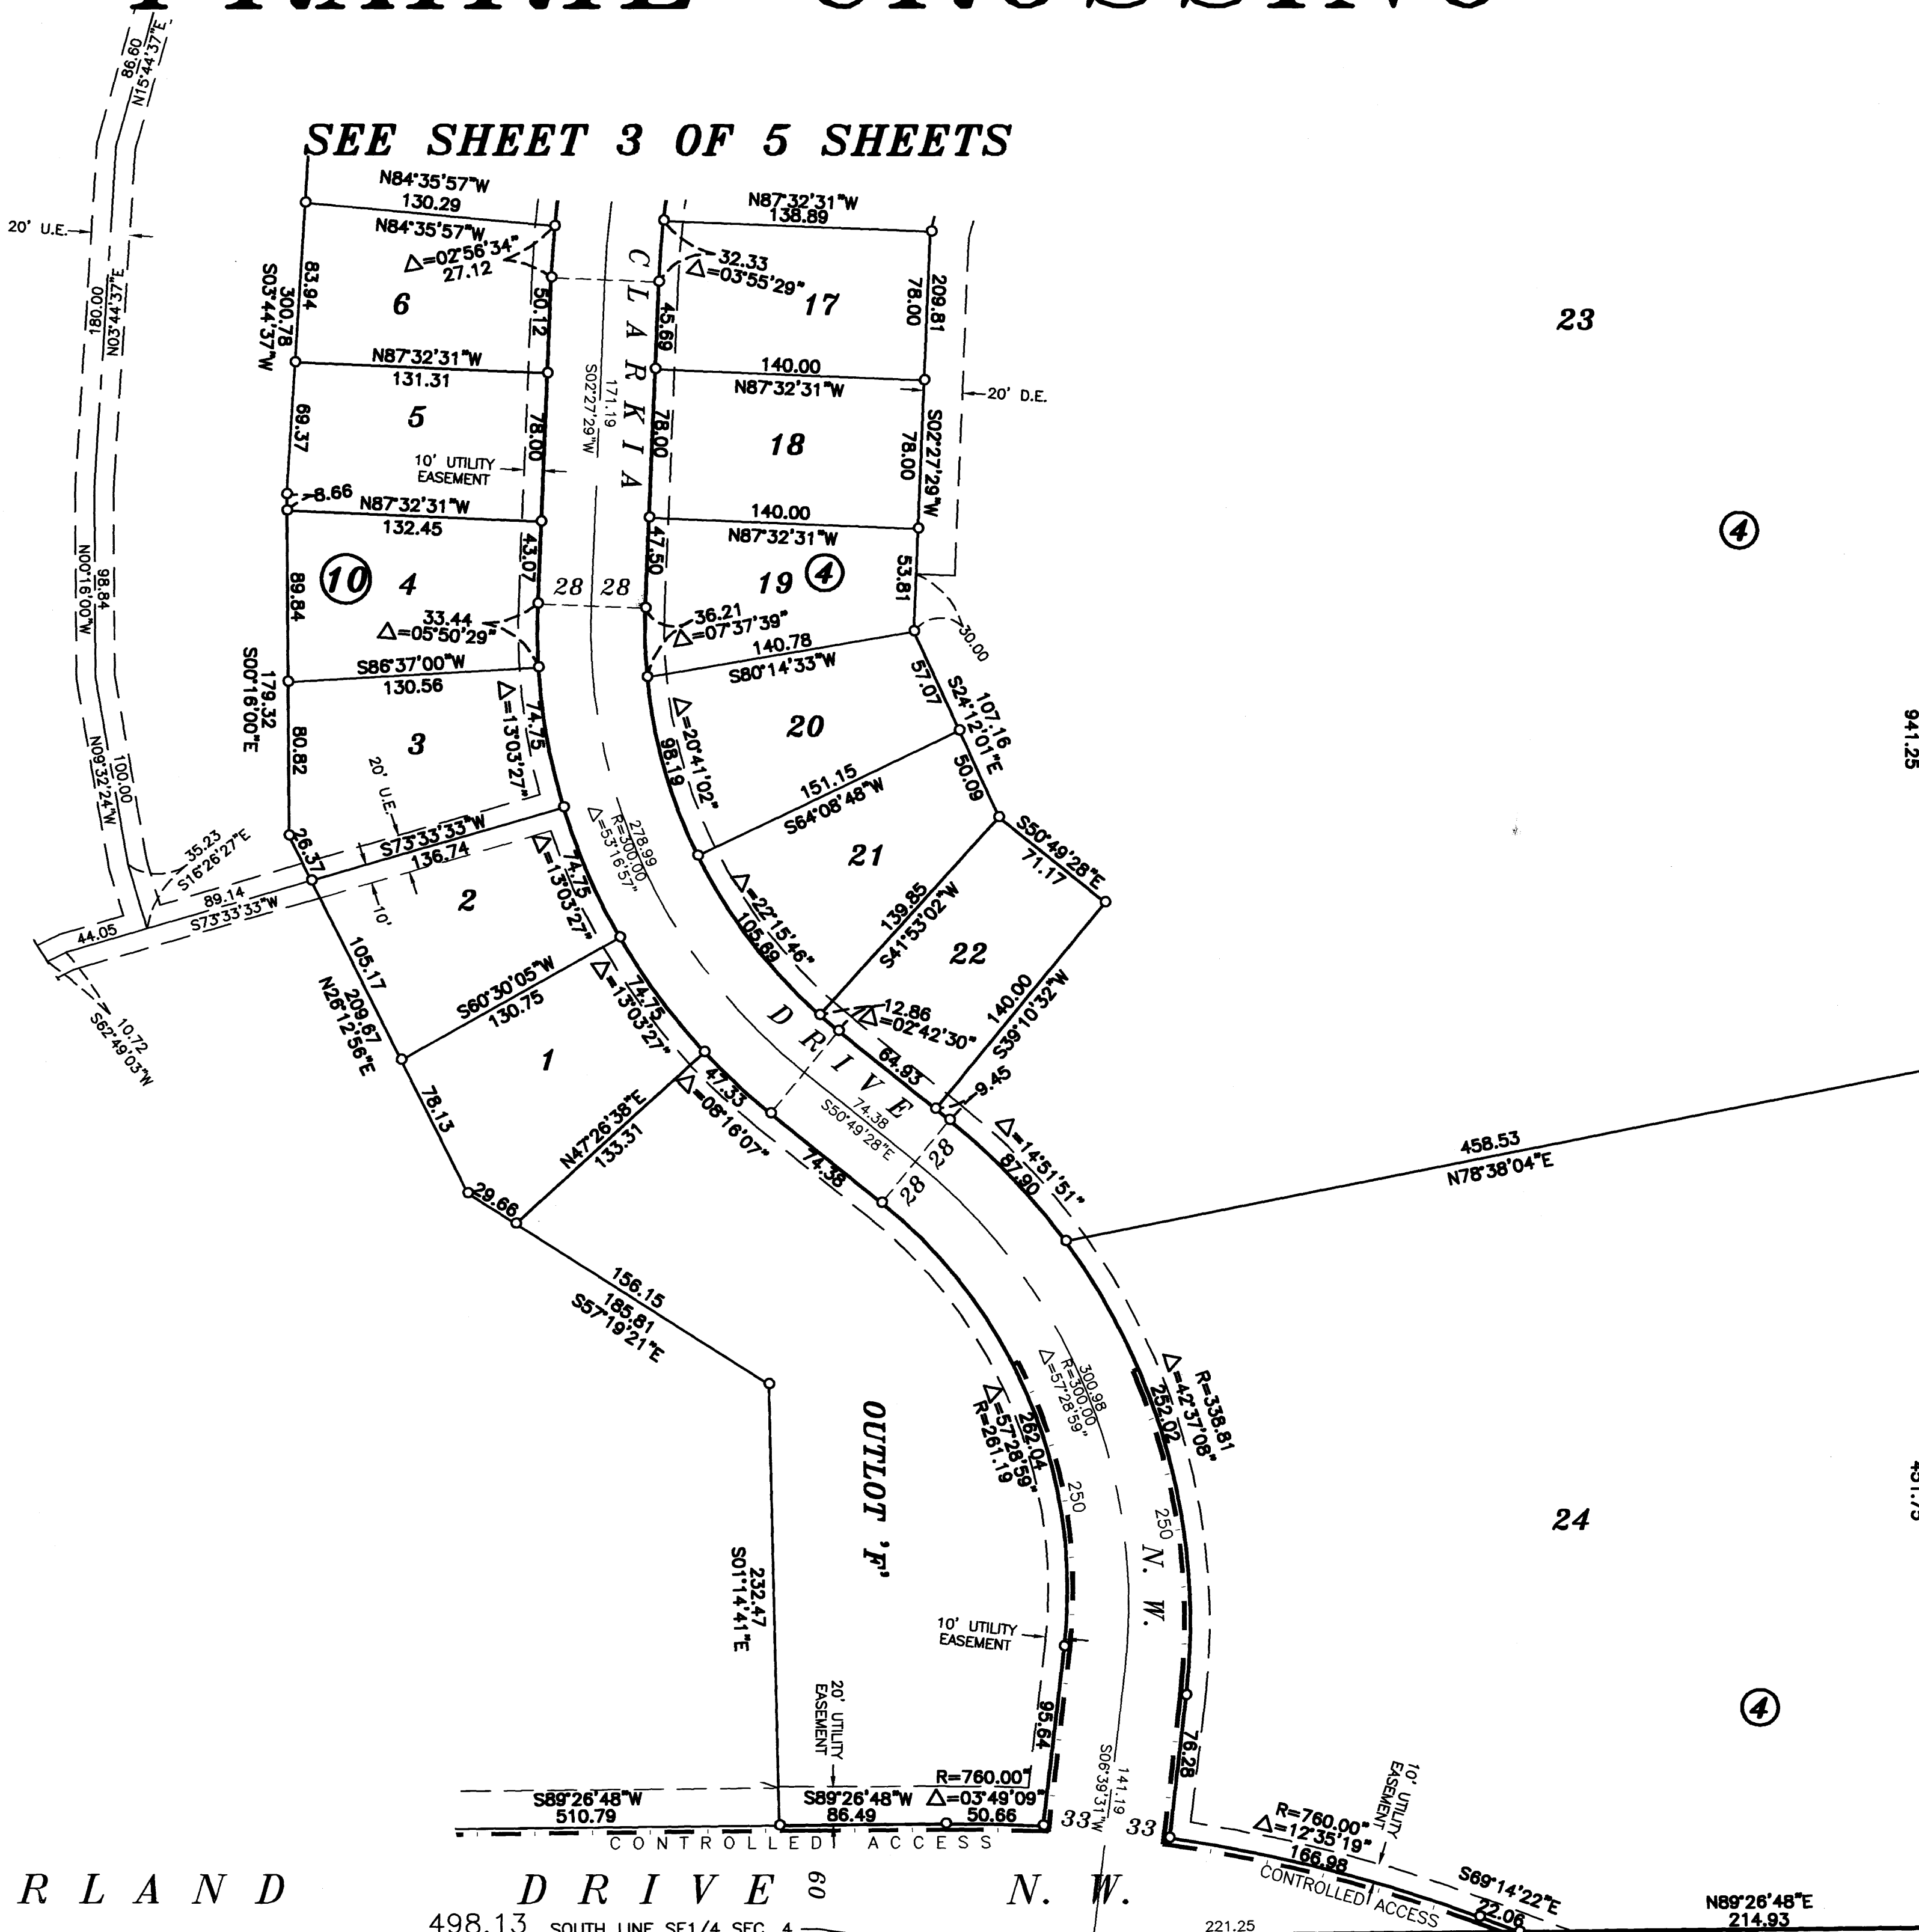 PRAIRIE CROSSING
SEE SHEET 3 OF 5 SHEETS
86.60
N15°44'37"E
20' U.E.
180.00
N03°44'37"E
N84°35'57"W
130.29
N84°35'57"W
△=02°56'34"
27.12
83.94
300.78
S03°44'37"W
6
50.12
N87°32'31"W
131.31
69.37
5
78.00
10' UTILITY
EASEMENT
8.66
N87°32'31"W
132.45
43.07
10
4
89.84
33.44
△=05°50'29"
S86°37'00"W
130.56
98.84
N00°16'00"W
179.32
S00°16'00"E
80.82
3
74.75
△=13°03'27"
20' U.E.
100.00
N09°32'24"W
35.23
S16°26'27"E
26.37
S73°33'33"W
136.74
10'
89.14
S73°33'33"W
44.05
10.72
S62°49'03"W
2
74.75
△=13°03'27"
105.17
209.67
N26°12'56"E
S60°30'05"W
130.75
74.75
△=13°03'27"
1
78.13
N47°26'38"E
133.31
47.33
△=08°16'07"
29.66
74.38
156.15
185.81
S57°19'21"E
CLARKIA
171.19
S02°27'29"W
28
28
278.99
R=300.00
△=53°16'57"
DRIVE
74.38
S50°49'28"E
28
28
N87°32'31"W
138.89
32.33
△=03°55'29"
17
45.69
209.81
78.00
140.00
N87°32'31"W
20' D.E.
78.00
18
78.00
S02°27'29"W
140.00
N87°32'31"W
47.50
19
4
53.81
36.21
△=07°37'39"
140.78
S80°14'33"W
30.00
57.07
107.16
S24°12'01"E
50.09
△=20°41'02"
98.19
20
151.15
S64°08'48"W
21
△=22°15'46"
105.69
139.85
S41°53'02"W
S50°49'28"E
71.17
22
140.00
S39°10'32"W
12.86
△=02°42'30"
64.93
9.45
△=14°51'51"
87.90
23
4
941.25
458.53
N78°38'04"E
300.98
R=300.00
△=57°28'59"
R=338.81
△=42°37'08"
252.02
262.04
△=57°28'59"
R=261.19
250
250
N. W.
OUTLOT 'F'
24
4
232.47
S01°14'41"E
10' UTILITY
EASEMENT
20' UTILITY
EASEMENT
95.64
76.28
141.19
S06°39'31"W
33
33
R=760.00"
S89°26'48"W
510.79
S89°26'48"W
86.49
△=03°49'09"
50.66
CONTROLLED ACCESS
10' UTILITY
EASEMENT
R=760.00"
△=12°35'19"
166.98
CONTROLLED ACCESS
S69°14'22"E
22.06
N89°26'48"E
214.93
RLAND DRIVE N. W.
60
498.13
SOUTH LINE SE1/4 SEC. 4
221.25